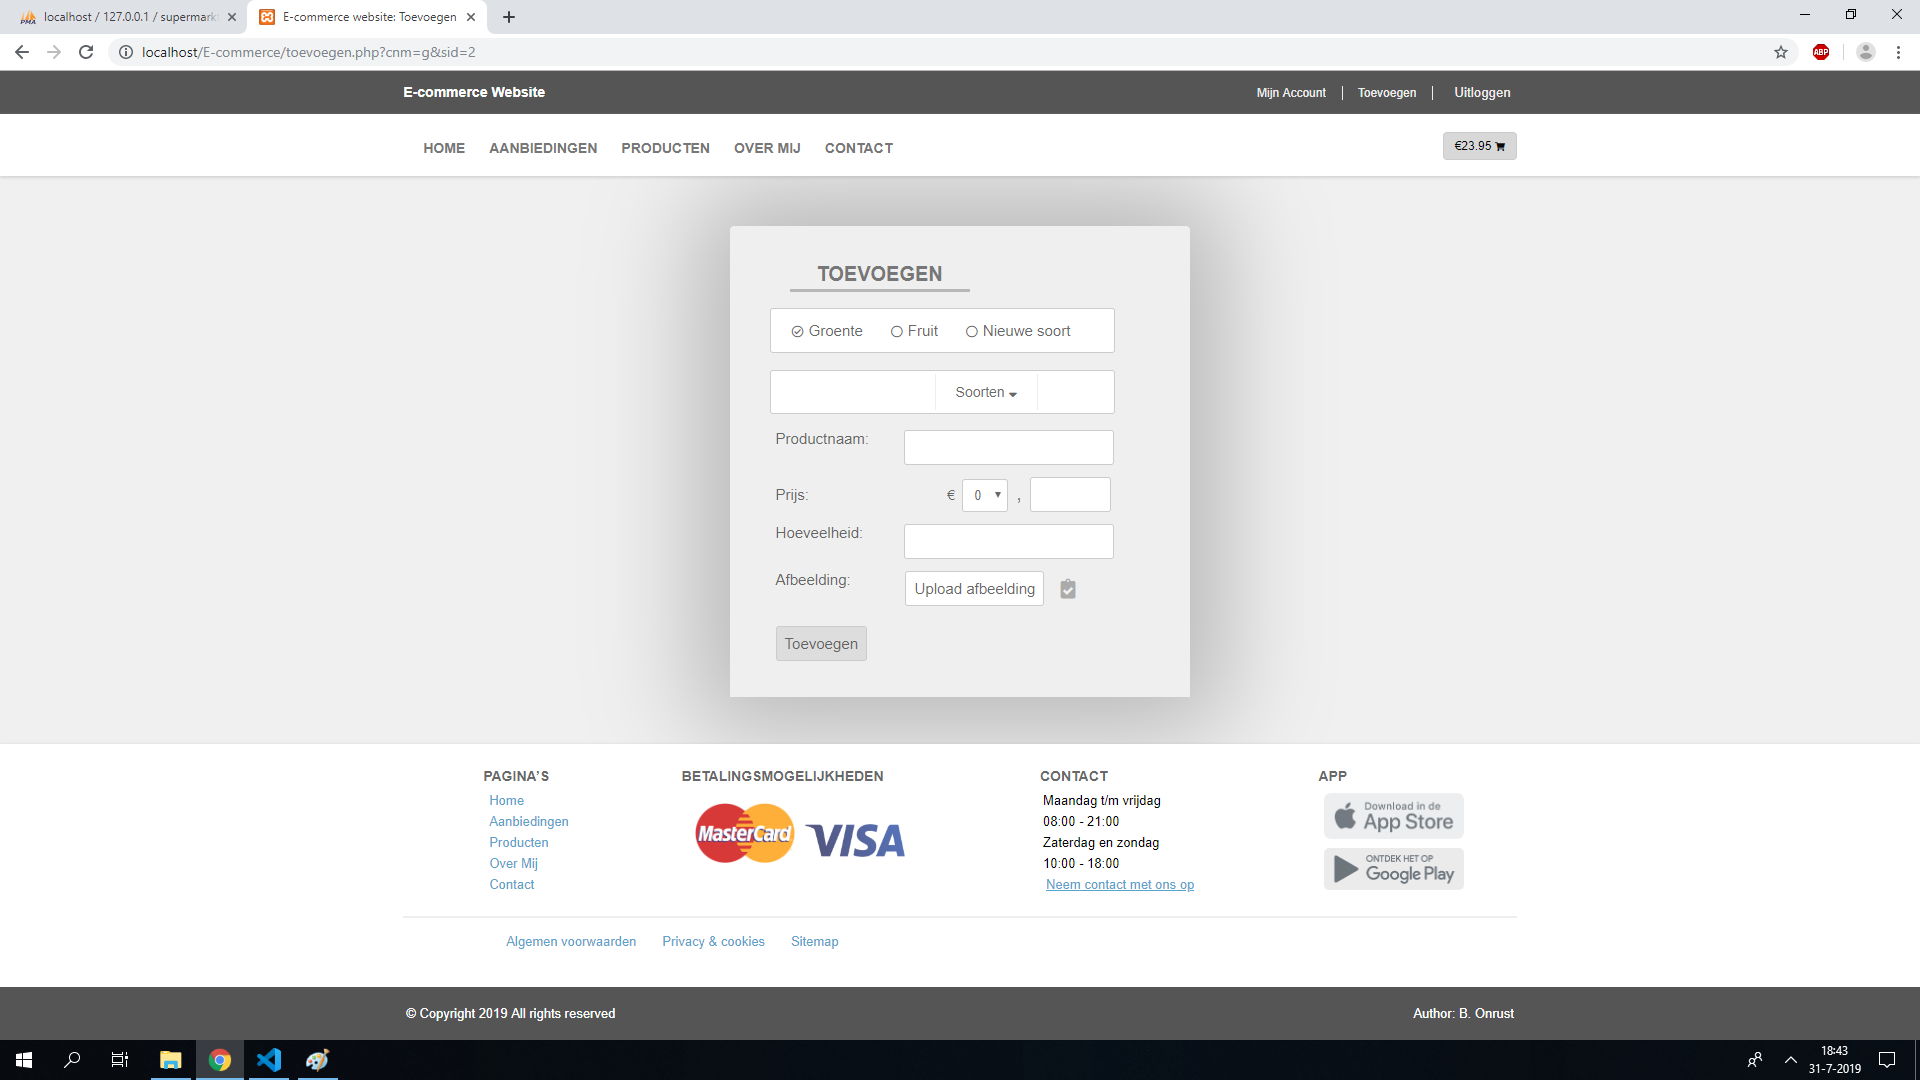 localhost / 127.0.0.1 / supermarkt
E-commerce website: Toevoegen
localhost/E-commerce/toevoegen.php?cnm=g&sid=2
ABP
E-commerce Website
Mijn Account | Toevoegen | Uitloggen
HOME AANBIEDINGEN PRODUCTEN OVER MIJ CONTACT
€23.95
TOEVOEGEN
Groente Fruit Nieuwe soort
Soorten
Productnaam:
Prijs: € 0 ,
Hoeveelheid:
Afbeelding: Upload afbeelding
Toevoegen
PAGINA'S
Home
Aanbiedingen
Producten
Over Mij
Contact
BETALINGSMOGELIJKHEDEN
MasterCard VISA
CONTACT
Maandag t/m vrijdag
08:00 - 21:00
Zaterdag en zondag
10:00 - 18:00
Neem contact met ons op
APP
Download in de
App Store
ONTDEK HET OP
Google Play
Algemen voorwaarden Privacy & cookies Sitemap
© Copyright 2019 All rights reserved
Author: B. Onrust
18:43
31-7-2019